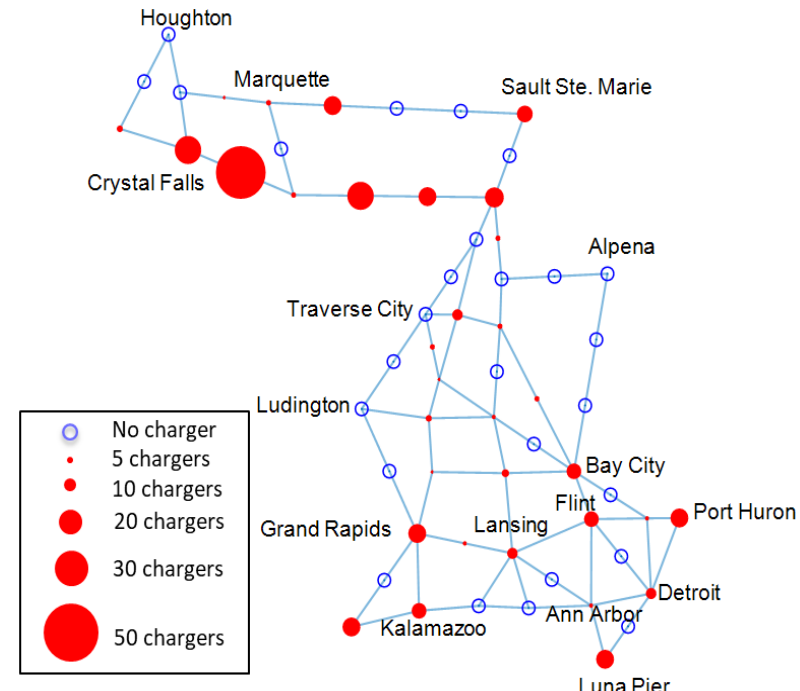 Houghton
Marquette
Sault Ste. Marie
Crystal Falls
Alpena
Traverse City
Ludington
No charger
5 chargers
10 chargers
20 chargers
30 chargers
50 chargers
Bay City
Flint
Port Huron
Grand Rapids
Lansing
Detroit
Ann Arbor
Kalamazoo
Luna Pier